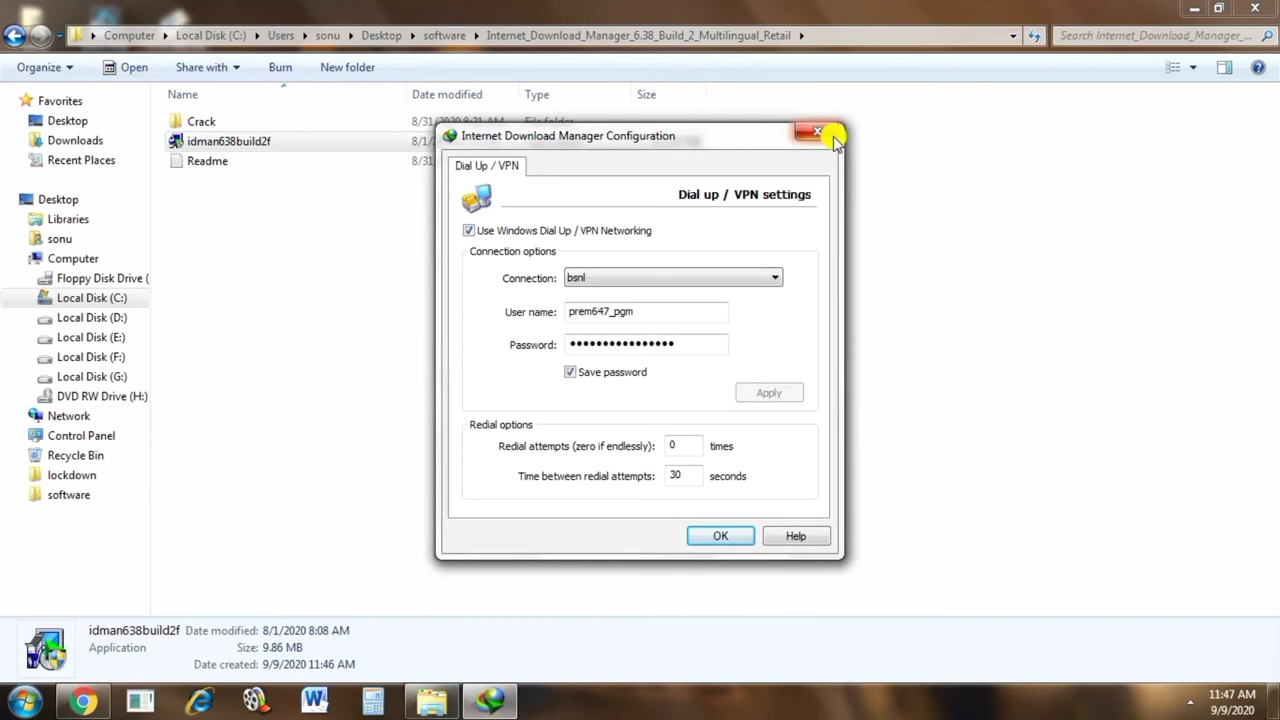 Computer Local Disk (C:) Users sonu Desktop software Internet_Download_Manager_6.38_Build_2_Multilingual_Retail
Search Internet_Download_Manager_...
Organize Open Share with Burn New folder
Name Date modified Type Size
Favorites
Desktop
Downloads
Recent Places
Desktop
Libraries
sonu
Computer
Floppy Disk Drive (
Local Disk (C:)
Local Disk (D:)
Local Disk (E:)
Local Disk (F:)
Local Disk (G:)
DVD RW Drive (H:)
Network
Control Panel
Recycle Bin
lockdown
software
Crack
idman638build2f 8/1
Readme 8/31
Internet Download Manager Configuration
Dial Up / VPN
Dial up / VPN settings
Use Windows Dial Up / VPN Networking
Connection options
Connection: bsnl
User name: prem647_pgm
Password: ••••••••••••••••
Save password
Apply
Redial options
Redial attempts (zero if endlessly): 0 times
Time between redial attempts: 30 seconds
OK Help
idman638build2f Date modified: 8/1/2020 8:08 AM
Application Size: 9.86 MB
Date created: 9/9/2020 11:46 AM
11:47 AM
9/9/2020